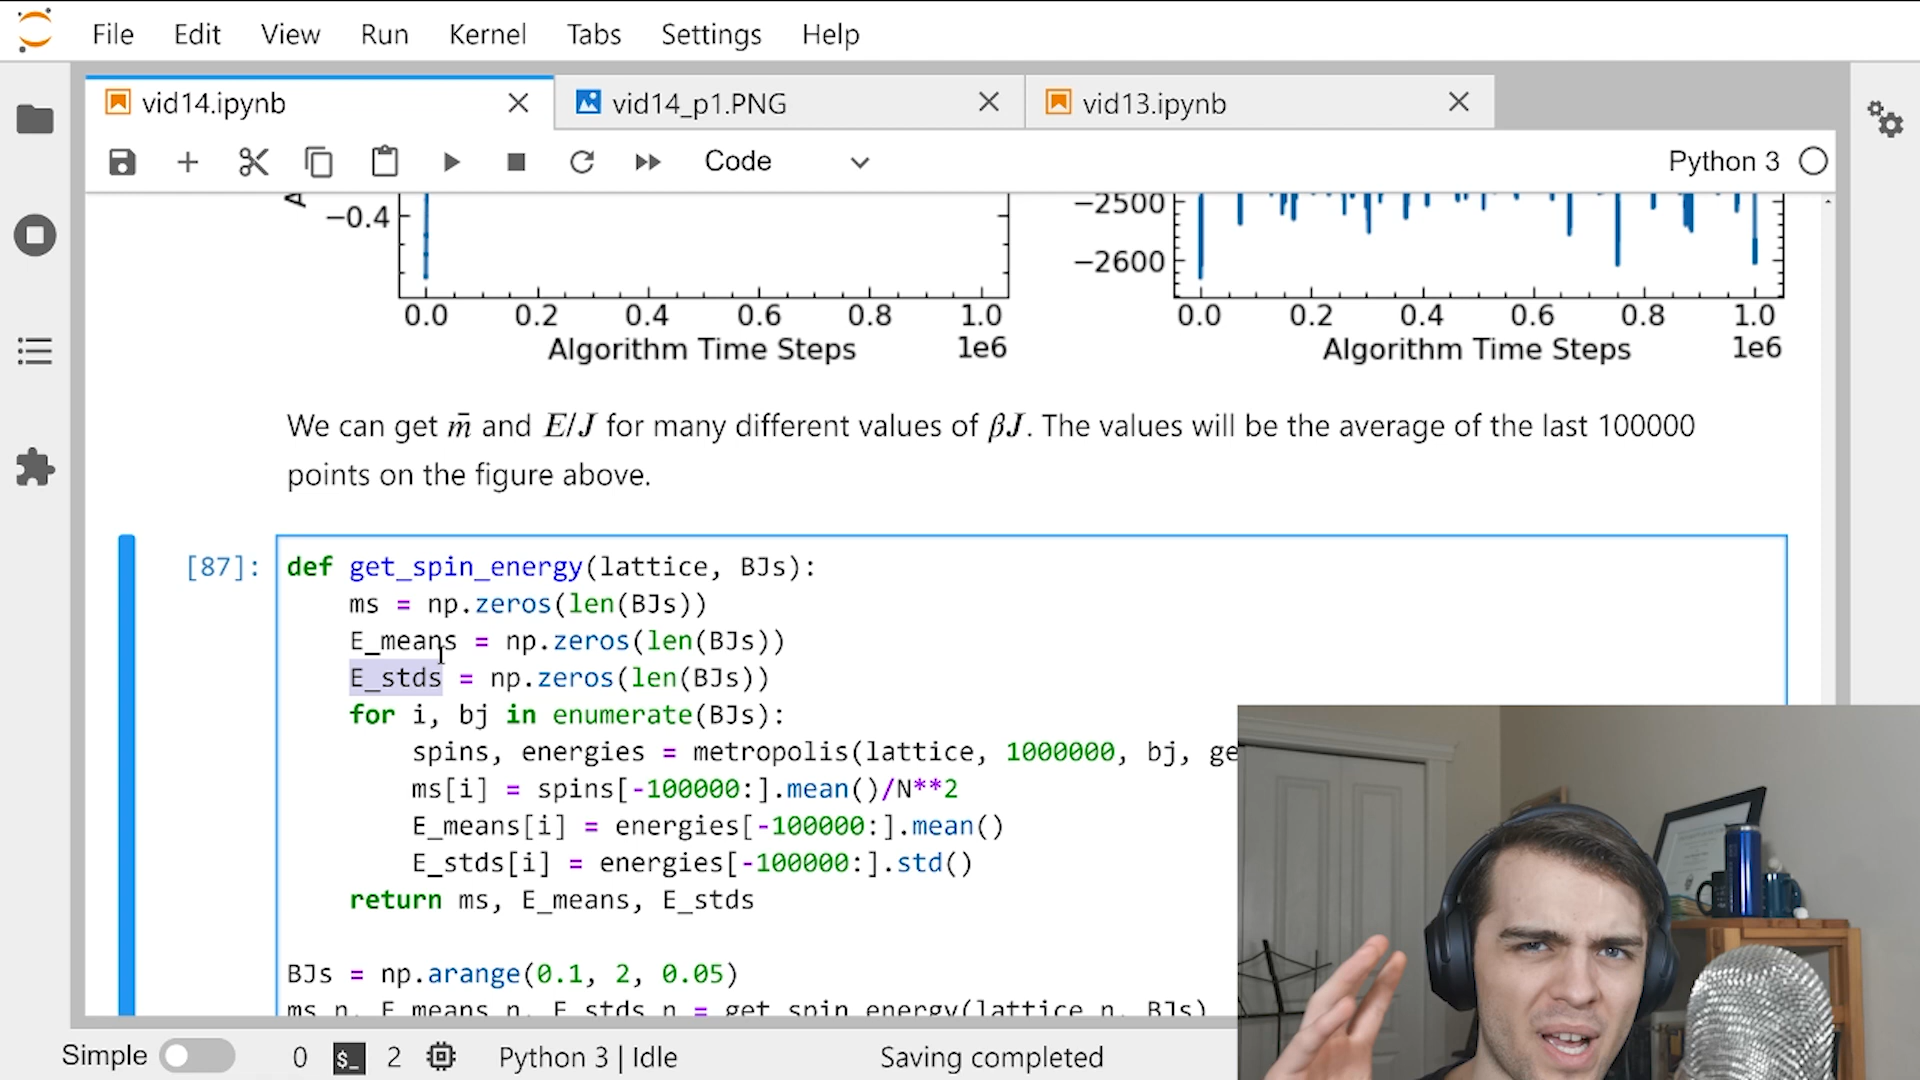 File Edit View Run Kernel Tabs Settings Help
vid14.ipynb vid14_p1.PNG vid13.ipynb
Code Python 3
−0.4 −2500
−2600
0.0 0.2 0.4 0.6 0.8 1.0 0.0 0.2 0.4 0.6 0.8 1.0
Algorithm Time Steps 1e6 Algorithm Time Steps 1e6
We can get m̄ and E/J for many different values of βJ. The values will be the average of the last 100000
points on the figure above.
[87]: def get_spin_energy(lattice, BJs):
ms = np.zeros(len(BJs))
E_means = np.zeros(len(BJs))
E_stds = np.zeros(len(BJs))
for i, bj in enumerate(BJs):
spins, energies = metropolis(lattice, 1000000, bj, ge
ms[i] = spins[-100000:].mean()/N**2
E_means[i] = energies[-100000:].mean()
E_stds[i] = energies[-100000:].std()
return ms, E_means, E_stds
BJs = np.arange(0.1, 2, 0.05)
ms_n, E_means_n, E_stds_n = get_spin_energy(lattice_n, BJs)
Simple 0 $_ 2 Python 3 | Idle Saving completed